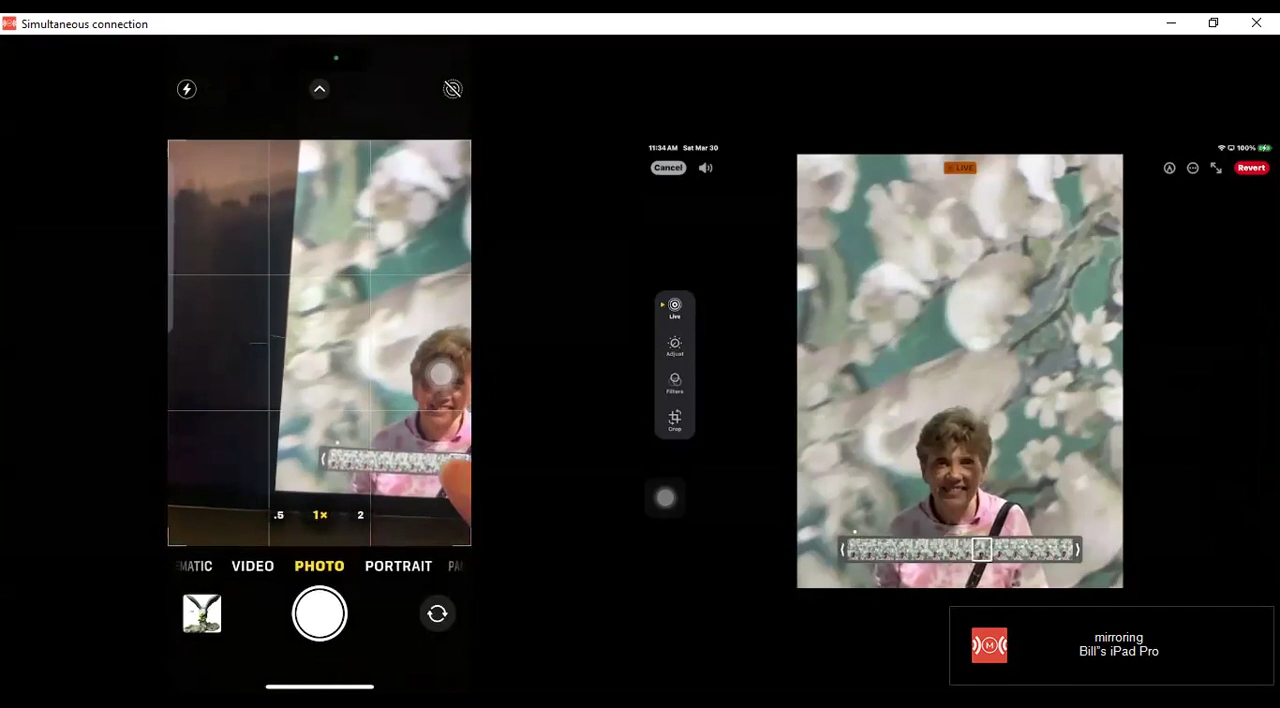 Simultaneous connection
11:34 AM Sat Mar 30
100%
Cancel
LIVE
Revert
Live
Adjust
Filters
Crop
.5 1× 2
MATIC VIDEO PHOTO PORTRAIT PA
M
mirroring
Bill"s iPad Pro